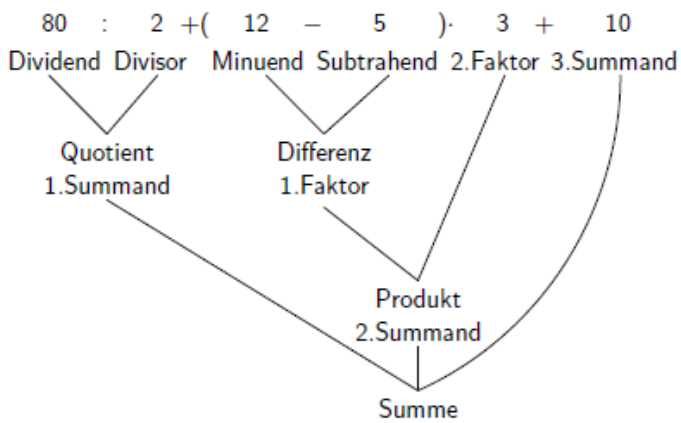 80 : 2 +( 12 − 5 )· 3 + 10
Dividend Divisor Minuend Subtrahend 2.Faktor 3.Summand
Quotient Differenz
1.Summand 1.Faktor
Produkt
2.Summand
Summe